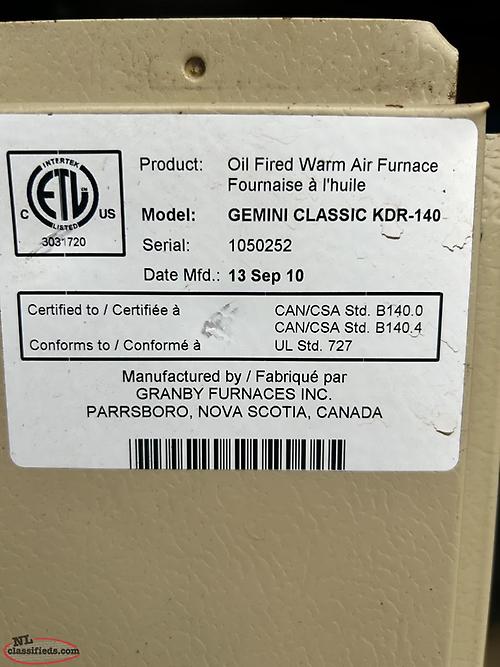 INTERTEK
ETL
LISTED
C US
3031720
Product: Oil Fired Warm Air Furnace
Fournaise à l'huile
Model: GEMINI CLASSIC KDR-140
Serial: 1050252
Date Mfd.: 13 Sep 10
Certified to / Certifiée à CAN/CSA Std. B140.0
CAN/CSA Std. B140.4
Conforms to / Conformé à UL Std. 727
Manufactured by / Fabriqué par
GRANBY FURNACES INC.
PARRSBORO, NOVA SCOTIA, CANADA
NL
classifieds.com